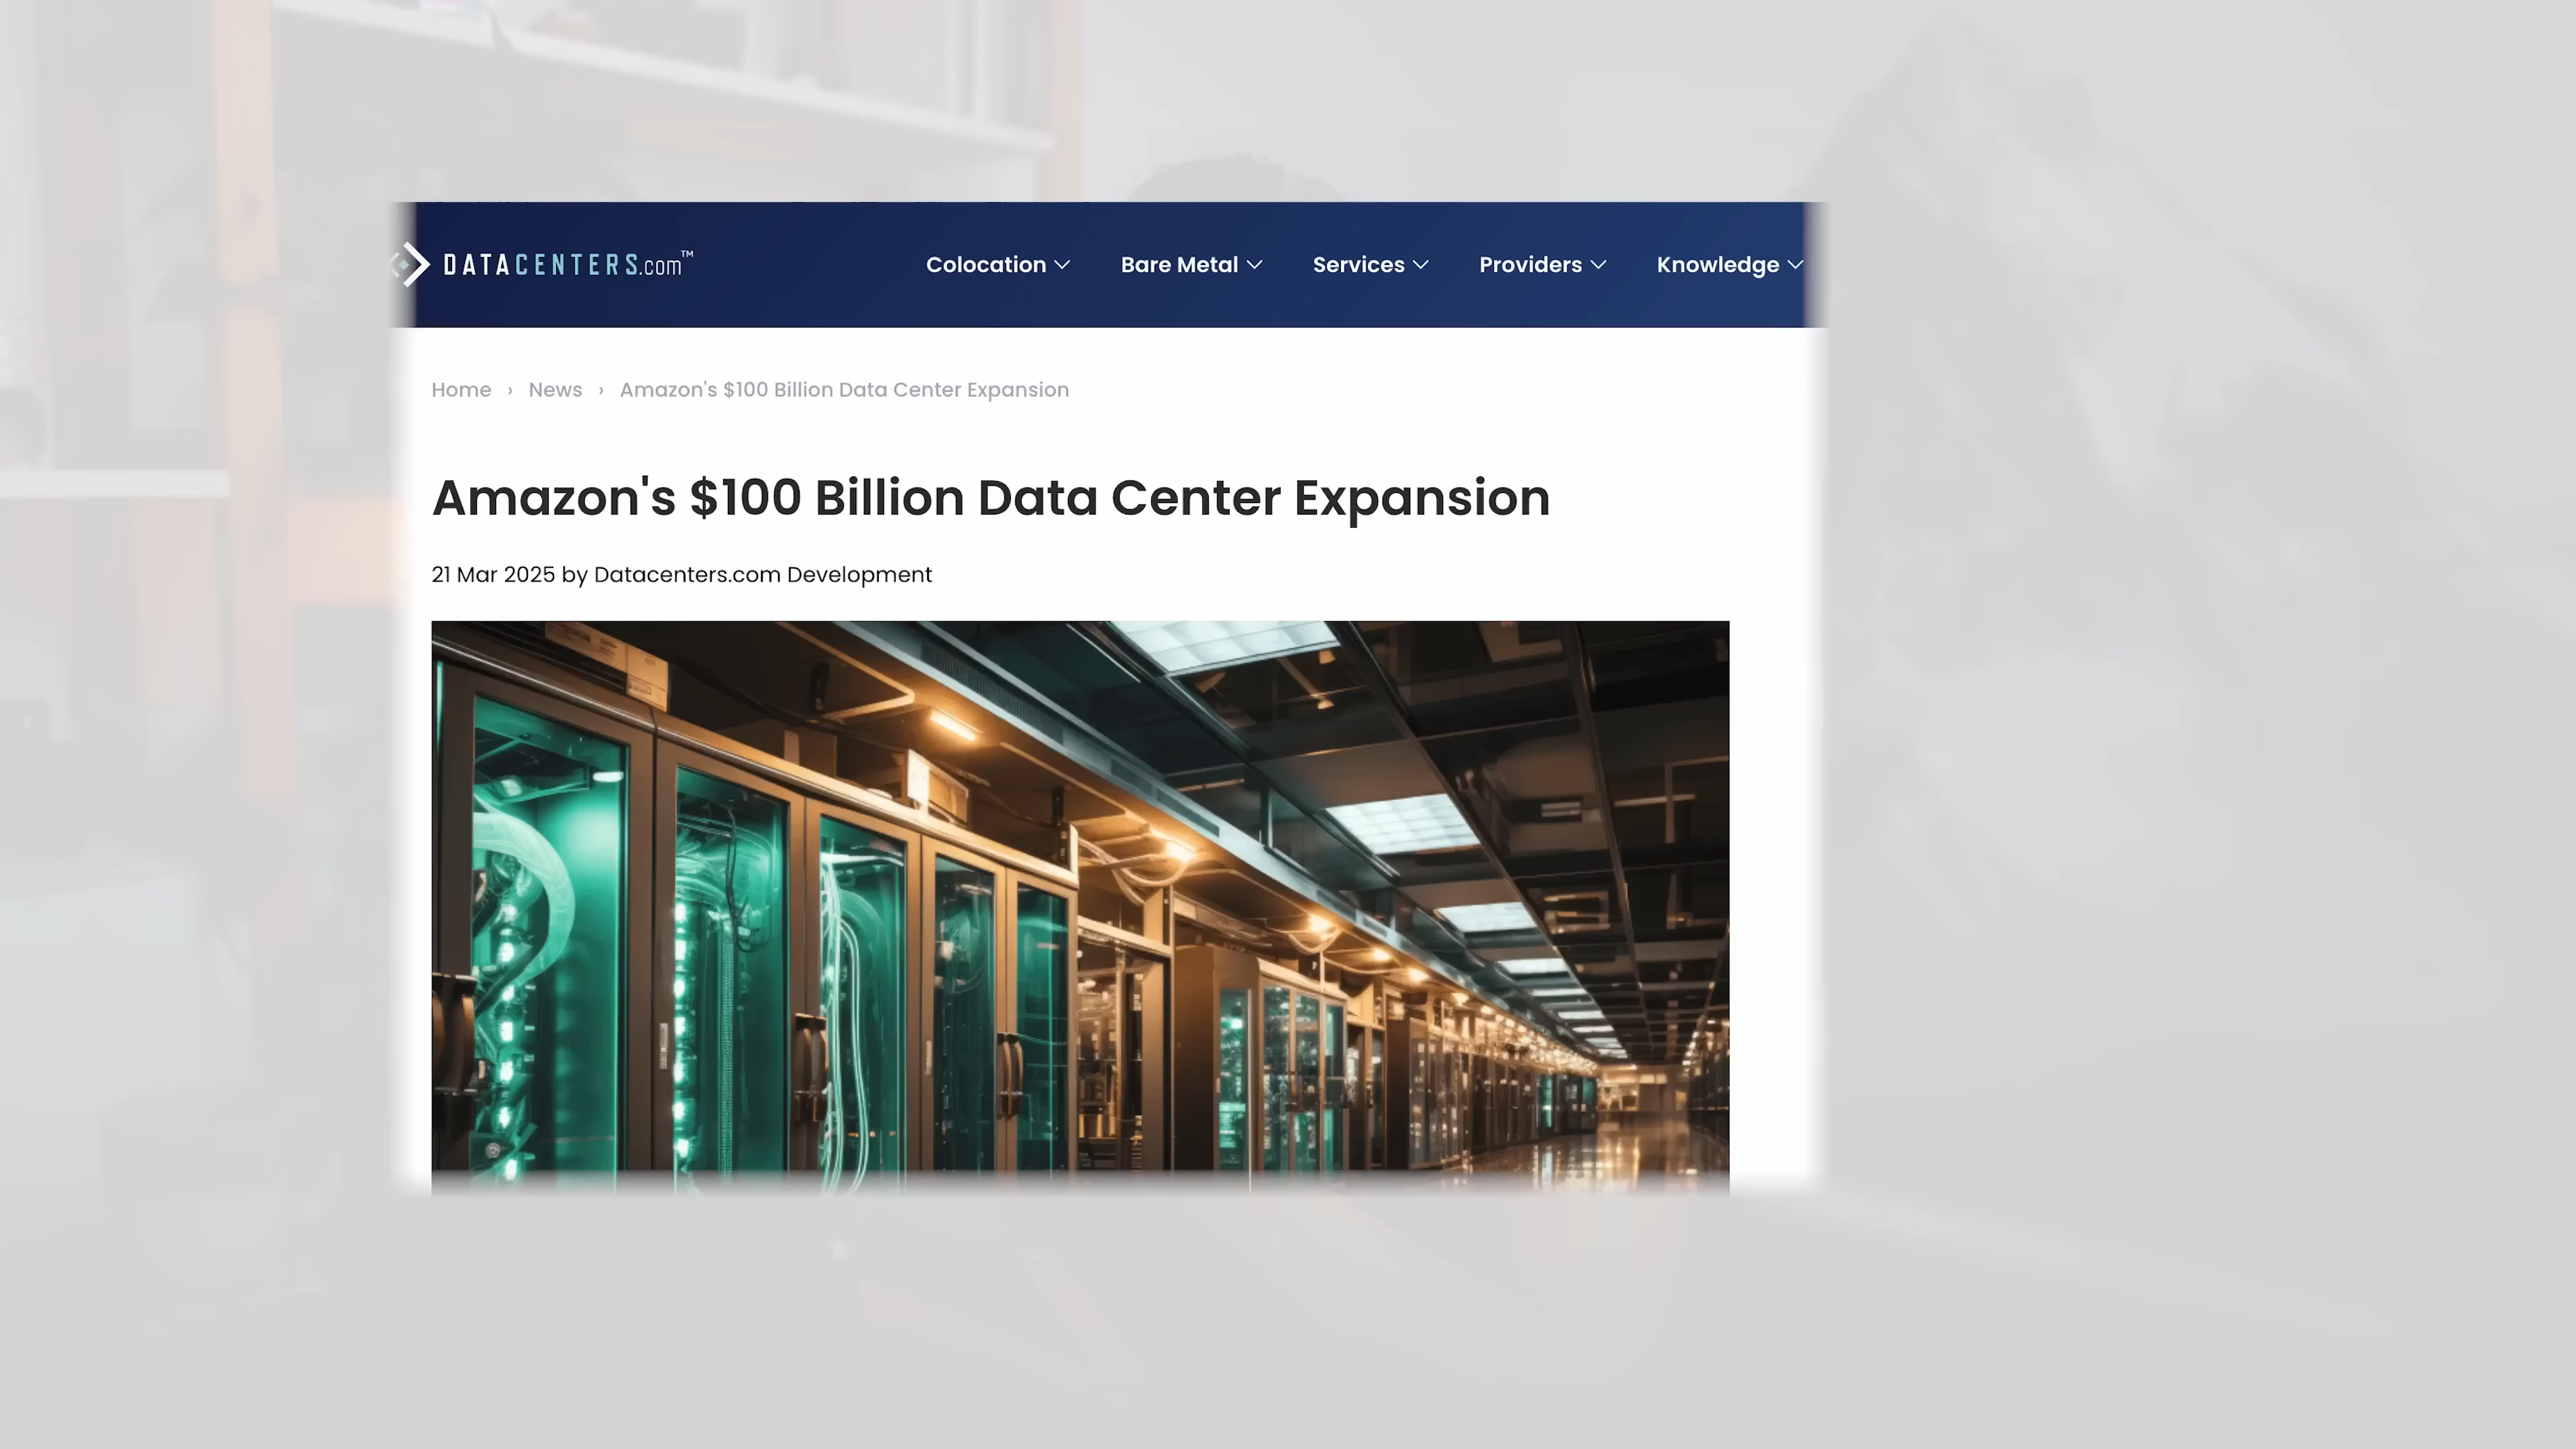 DATACENTERS.com™
Colocation Bare Metal Services Providers Knowledge
Home › News › Amazon's $100 Billion Data Center Expansion
Amazon's $100 Billion Data Center Expansion
21 Mar 2025 by Datacenters.com Development